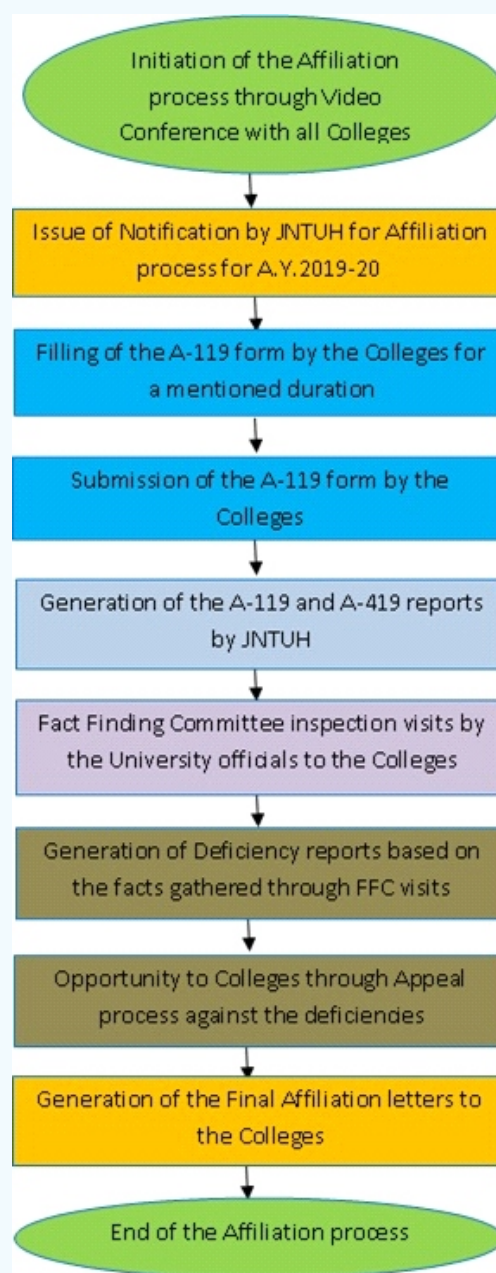 Initiation of the Affiliation
process through Video
Conference with all Colleges
Issue of Notification by JNTUH for Affiliation
process for A.Y.2019-20
Filling of the A-119 form by the Colleges for
a mentioned duration
Submission of the A-119 form by the
Colleges
Generation of the A-119 and A-419 reports
by JNTUH
Fact Finding Committee inspection visits by
the University officials to the Colleges
Generation of Deficiency reports based on
the facts gathered through FFC visits
Opportunity to Colleges through Appeal
process against the deficiencies
Generation of the Final Affiliation letters to
the Colleges
End of the Affiliation process